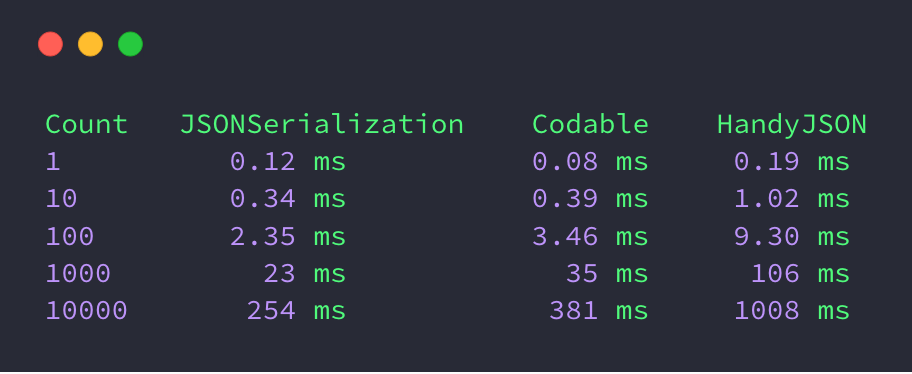 Count JSONSerialization Codable HandyJSON
1 0.12 ms 0.08 ms 0.19 ms
10 0.34 ms 0.39 ms 1.02 ms
100 2.35 ms 3.46 ms 9.30 ms
1000 23 ms 35 ms 106 ms
10000 254 ms 381 ms 1008 ms